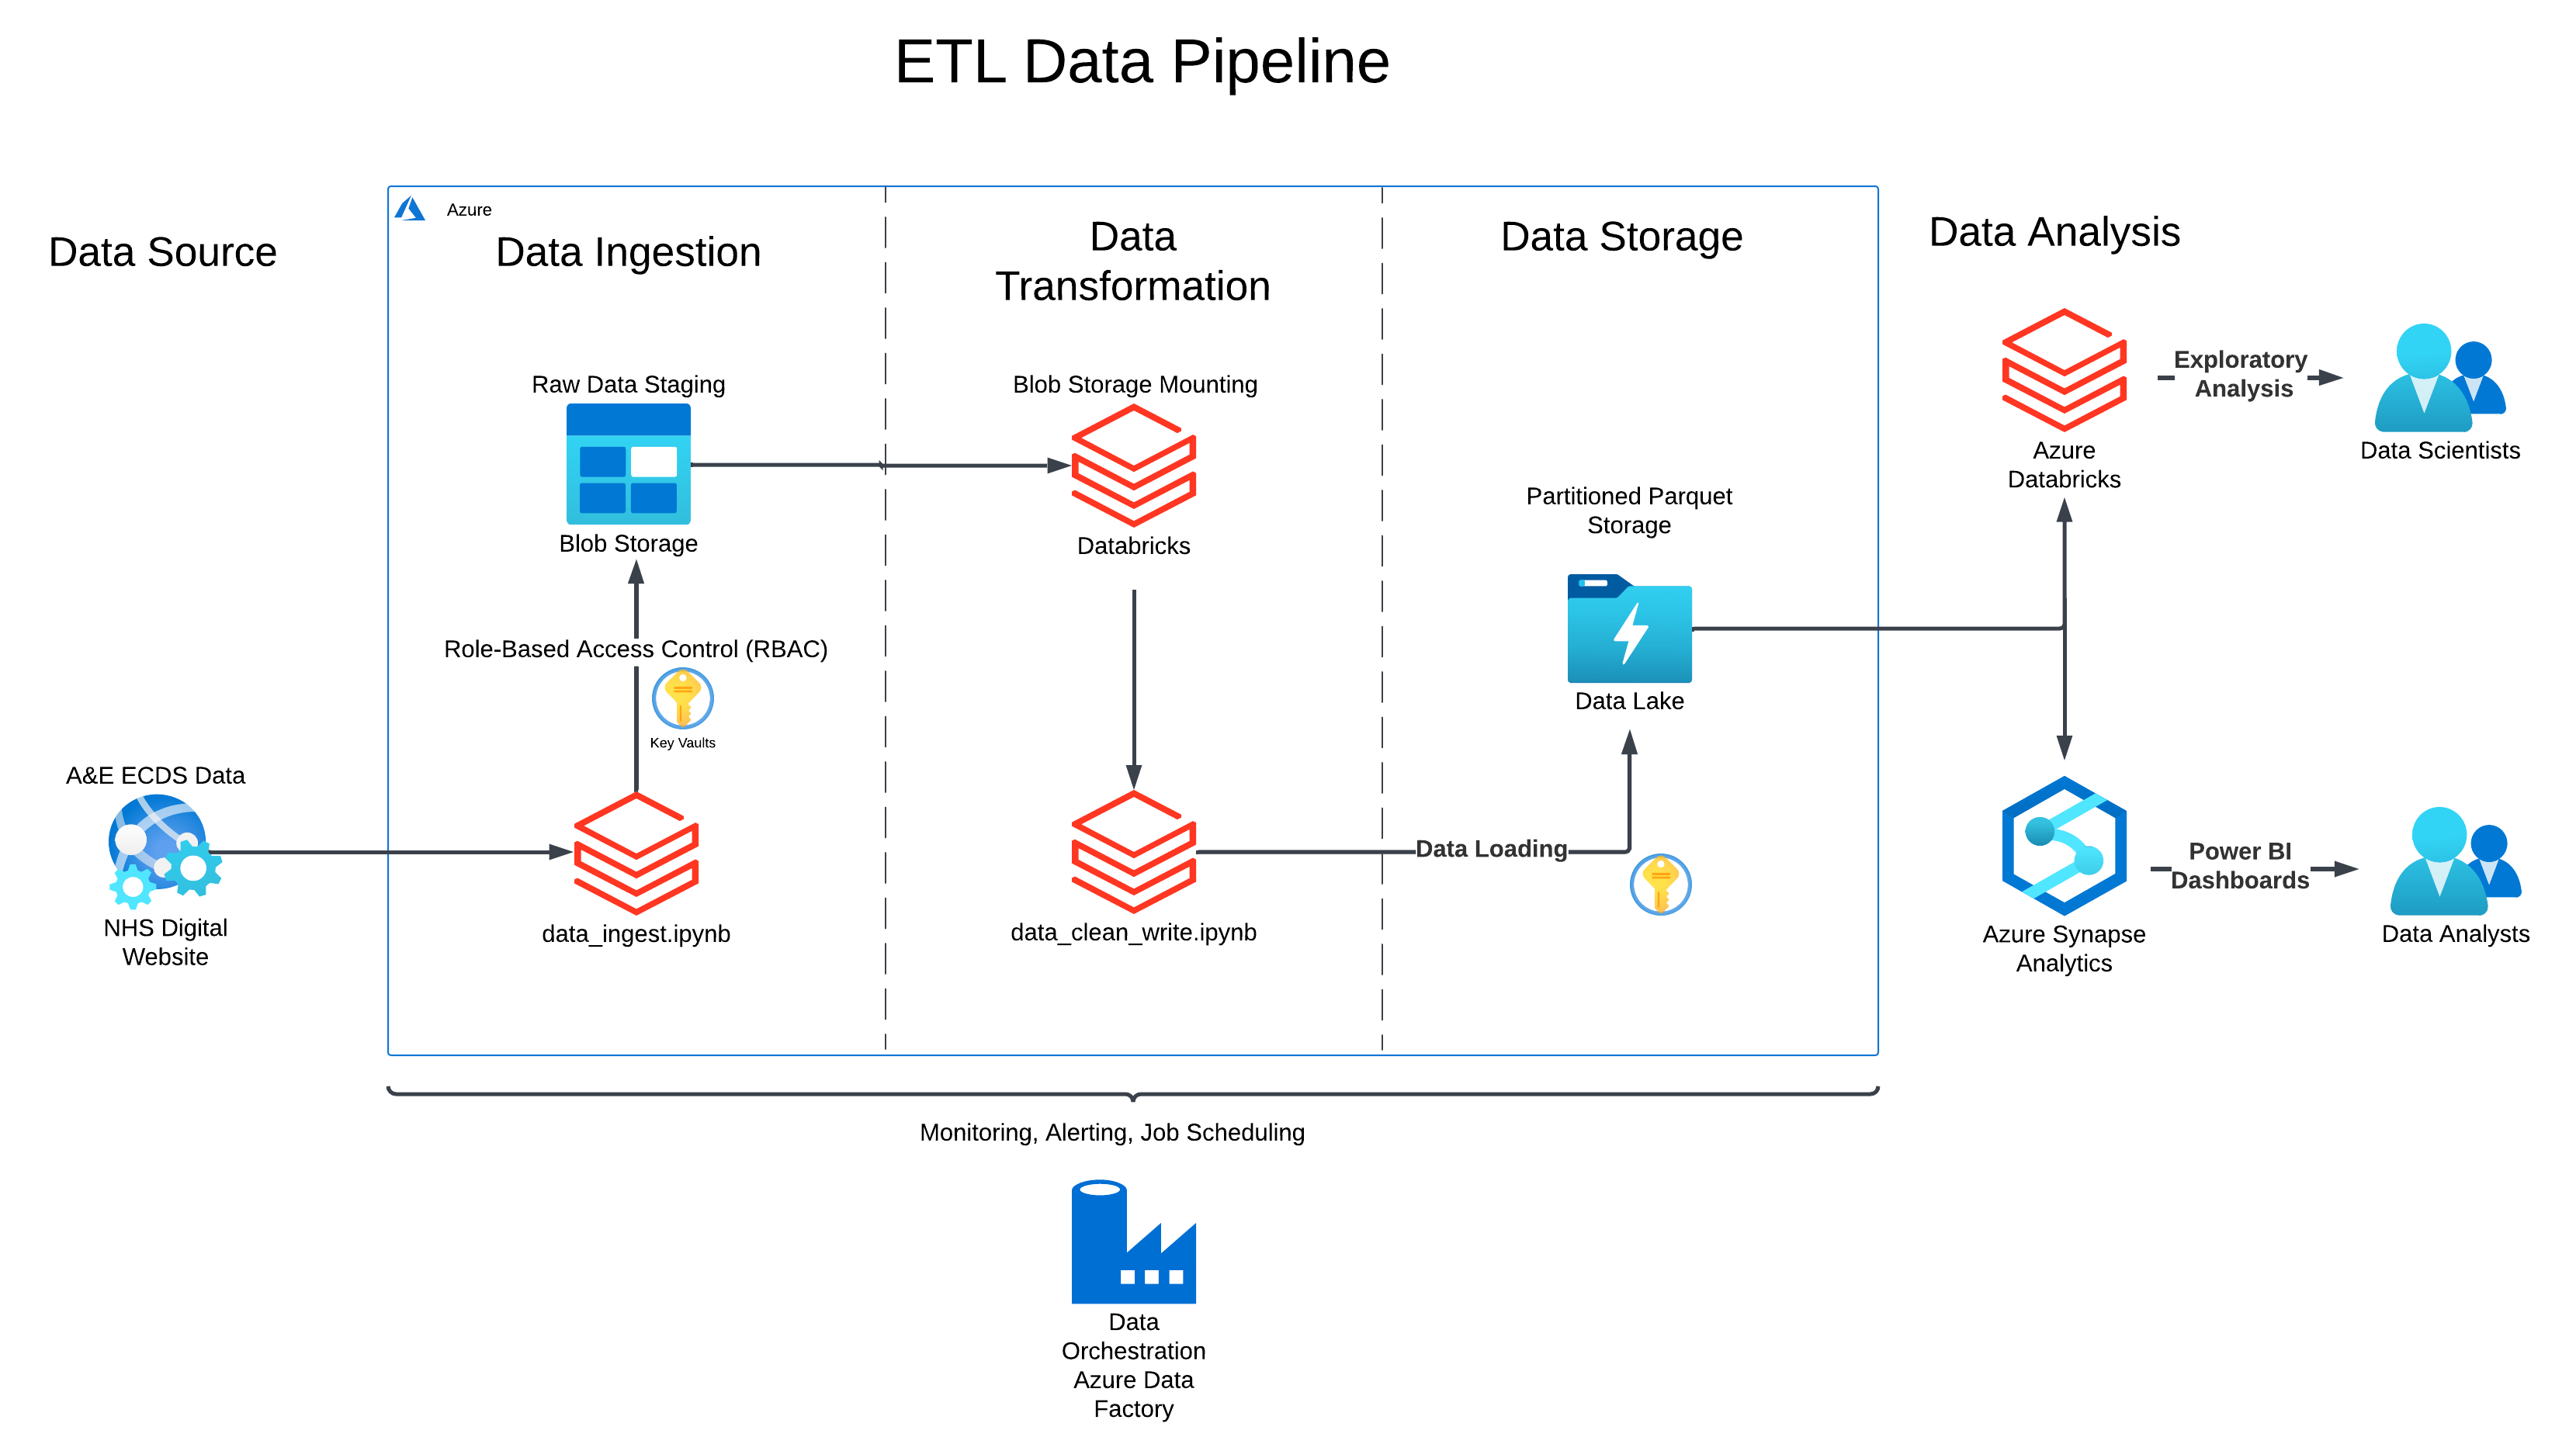 ETL Data Pipeline
Data Source
Azure
Data Ingestion
Data
Transformation
Data Storage
Data Analysis
Raw Data Staging
Blob Storage
Role-Based Access Control (RBAC)
Key Vaults
A&E ECDS Data
NHS Digital
Website
data_ingest.ipynb
Blob Storage Mounting
Databricks
data_clean_write.ipynb
Data Loading
Partitioned Parquet
Storage
Data Lake
Azure
Databricks
Exploratory
Analysis
Data Scientists
Azure Synapse
Analytics
Power BI
Dashboards
Data Analysts
Monitoring, Alerting, Job Scheduling
Data
Orchestration
Azure Data
Factory